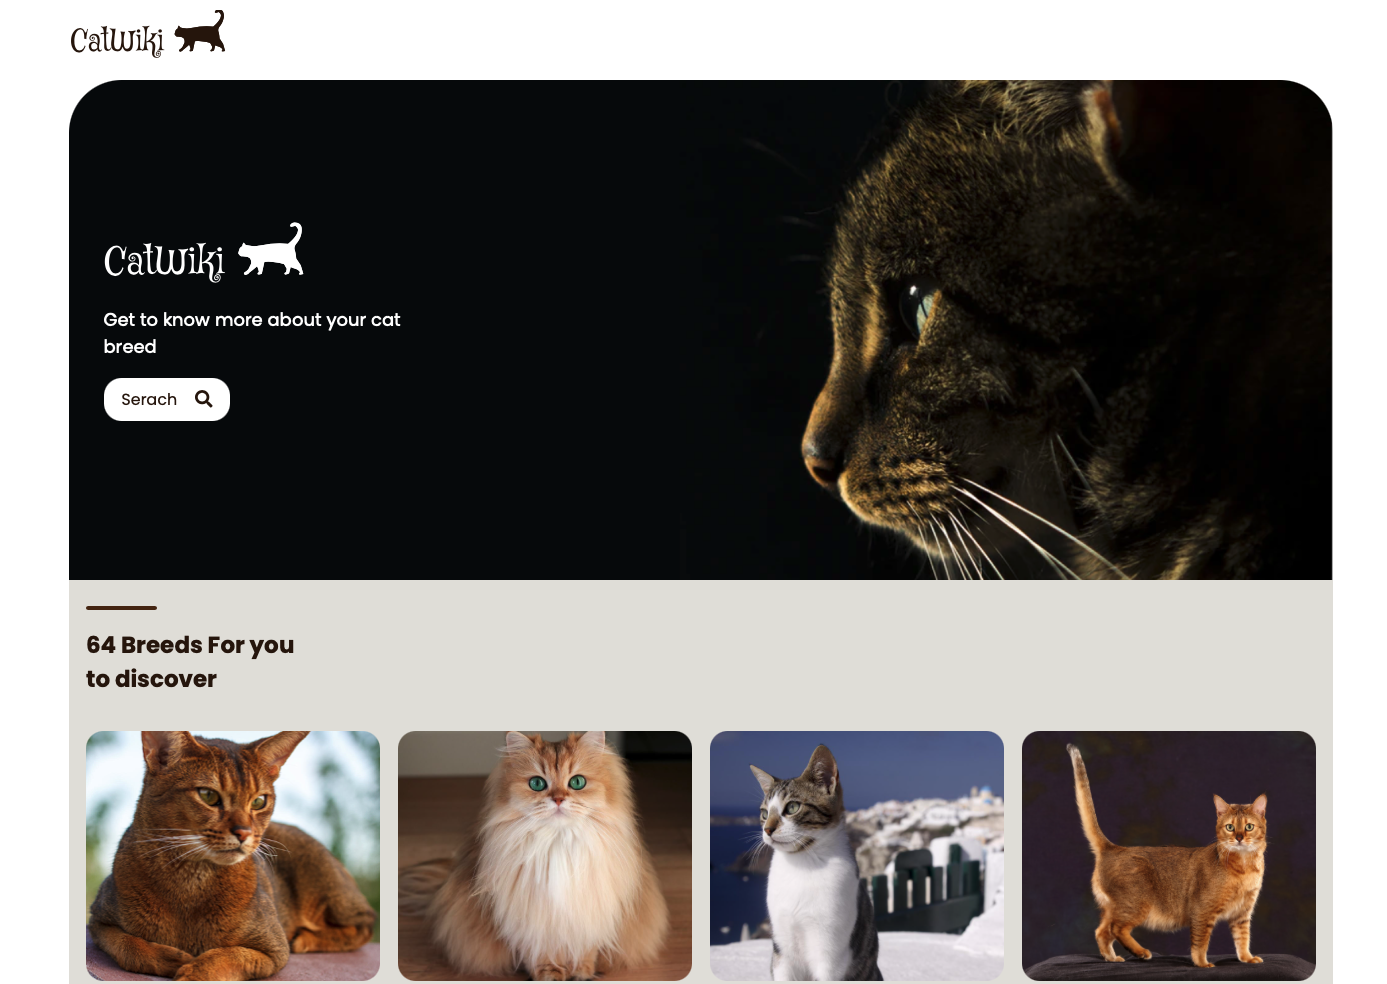 CatWiki
CatWiki
Get to know more about your cat
breed
Serach
64 Breeds For you
to discover